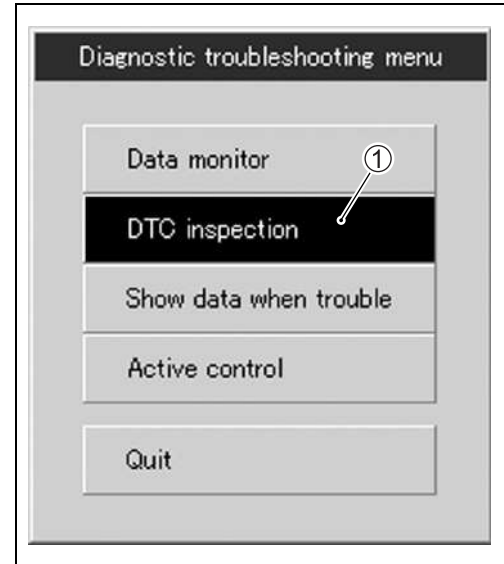 Diagnostic troubleshooting menu
Data monitor
①
DTC inspection
Show data when trouble
Active control
Quit